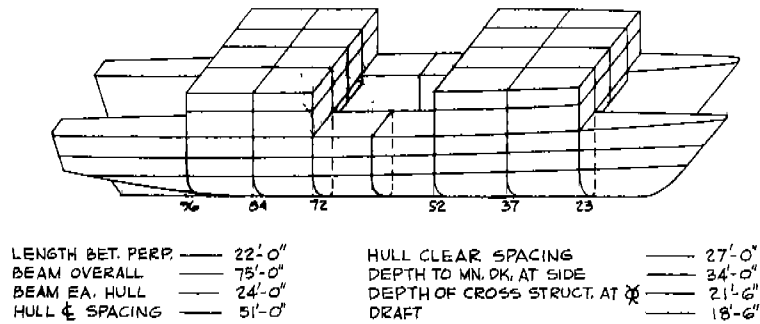 96 84 72 52 37 23
LENGTH BET. PERP. — 22'-0"
BEAM OVERALL — 75'-0"
BEAM EA. HULL — 24'-0"
HULL ℄ SPACING — 51'-0"
HULL CLEAR SPACING — 27'-0"
DEPTH TO MN. DK. AT SIDE — 34'-0"
DEPTH OF CROSS STRUCT. AT ℄ — 21'-6"
DRAFT — 18'-6"